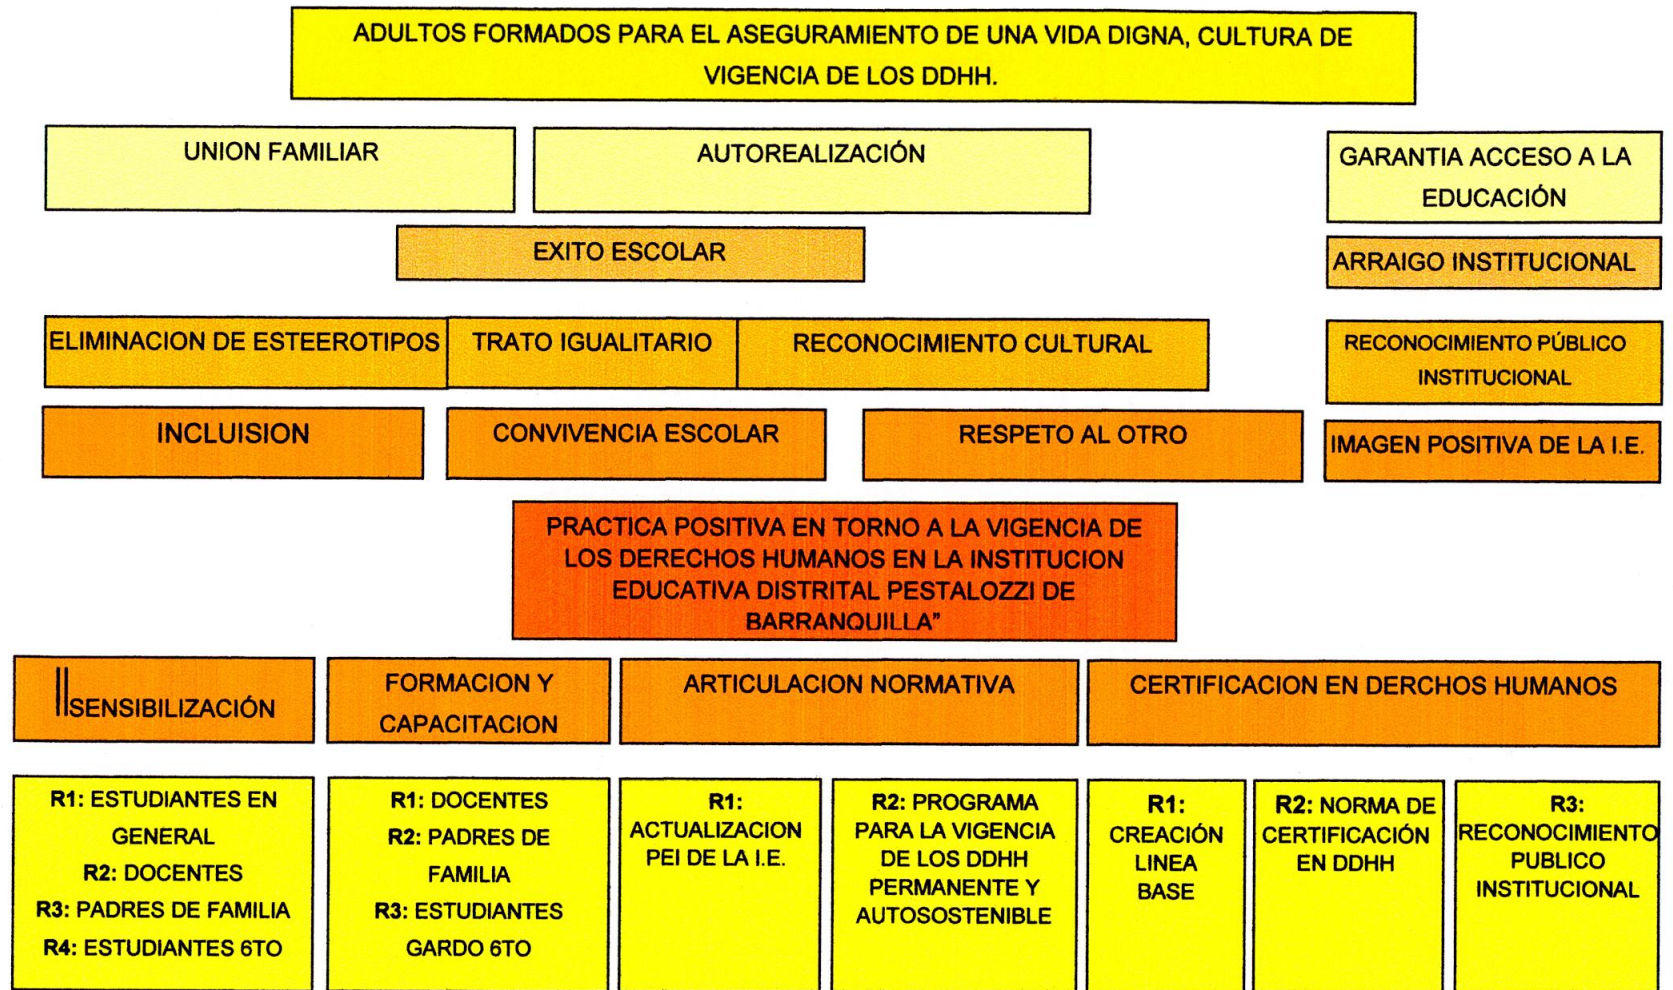 ADULTOS FORMADOS PARA EL ASEGURAMIENTO DE UNA VIDA DIGNA, CULTURA DE
VIGENCIA DE LOS DDHH.
UNION FAMILIAR
AUTOREALIZACIÓN
GARANTIA ACCESO A LA
EDUCACIÓN
EXITO ESCOLAR
ARRAIGO INSTITUCIONAL
ELIMINACION DE ESTEEROTIPOS
TRATO IGUALITARIO
RECONOCIMIENTO CULTURAL
RECONOCIMIENTO PÚBLICO
INSTITUCIONAL
INCLUISION
CONVIVENCIA ESCOLAR
RESPETO AL OTRO
IMAGEN POSITIVA DE LA I.E.
PRACTICA POSITIVA EN TORNO A LA VIGENCIA DE
LOS DERECHOS HUMANOS EN LA INSTITUCION
EDUCATIVA DISTRITAL PESTALOZZI DE
BARRANQUILLA"
SENSIBILIZACIÓN
FORMACION Y
CAPACITACION
ARTICULACION NORMATIVA
CERTIFICACION EN DERCHOS HUMANOS
R1: ESTUDIANTES EN
GENERAL
R2: DOCENTES
R3: PADRES DE FAMILIA
R4: ESTUDIANTES 6TO
R1: DOCENTES
R2: PADRES DE
FAMILIA
R3: ESTUDIANTES
GARDO 6TO
R1:
ACTUALIZACION
PEI DE LA I.E.
R2: PROGRAMA
PARA LA VIGENCIA
DE LOS DDHH
PERMANENTE Y
AUTOSOSTENIBLE
R1:
CREACIÓN
LINEA
BASE
R2: NORMA DE
CERTIFICACIÓN
EN DDHH
R3:
RECONOCIMIENTO
PUBLICO
INSTITUCIONAL